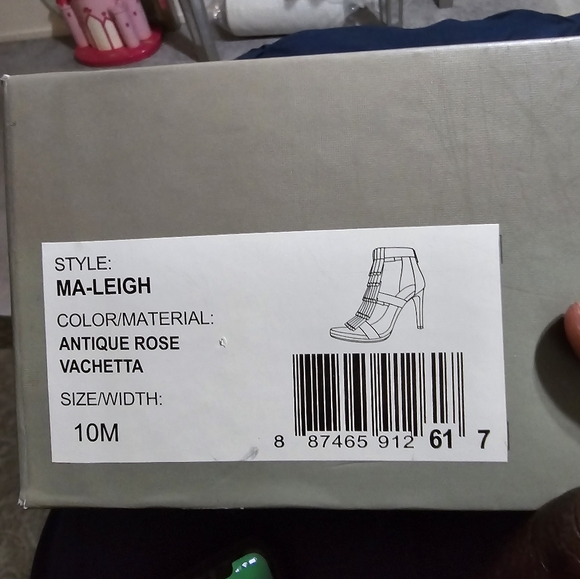 STYLE:
MA-LEIGH
COLOR/MATERIAL:
ANTIQUE ROSE
VACHETTA
SIZE/WIDTH:
10M
8 87465 912 61 7